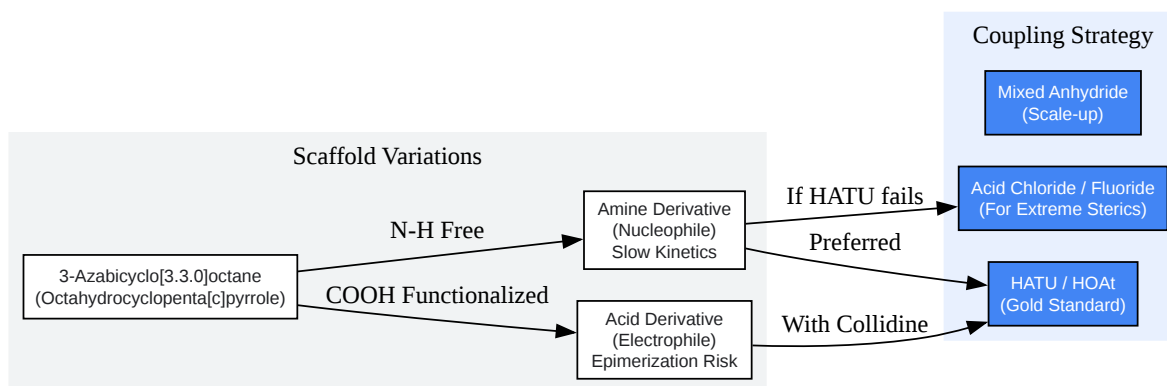 Coupling Strategy
Mixed Anhydride
(Scale-up)
Scaffold Variations
Acid Chloride / Fluoride
(For Extreme Sterics)
If HATU fails
Amine Derivative
(Nucleophile)
Slow Kinetics
N-H Free
Preferred
3-Azabicyclo[3.3.0]octane
(Octahydrocyclopenta[c]pyrrole)
COOH Functionalized
HATU / HOAt
(Gold Standard)
Acid Derivative
(Electrophile)
Epimerization Risk
With Collidine